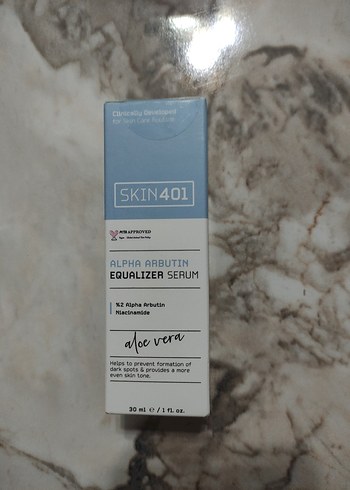 Clinically Developed
for Skin Care Routine
SKIN401
APPROVED
ALPHA ARBUTIN
EQUALIZER SERUM
%2 Alpha Arbutin
Niacinamide
aloe vera
Helps to prevent formation of
dark spots & provides a more
even skin tone.
30 ml ℮ / 1 fl. oz.